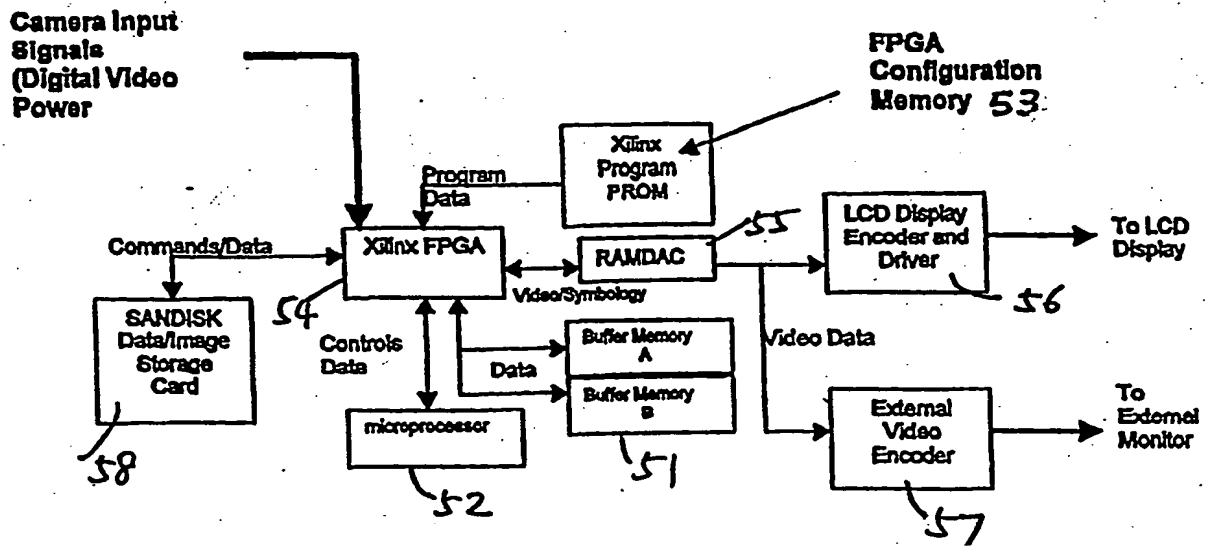 Camera Input
Signals
(Digital Video
Power
FPGA
Configuration
Memory 53
Xilinx
Program
PROM
Program
Data
55
LCD Display
Encoder and
Driver
To LCD
Display
56
Commands/Data
Xilinx FPGA
54
RAMDAC
Video/Symbology
SANDISK
Data/Image
Storage
Card
58
Controls
Data
Data
Buffer Memory
A
Buffer Memory
B
51
microprocessor
52
Video Data
External
Video
Encoder
57
To
External
Monitor